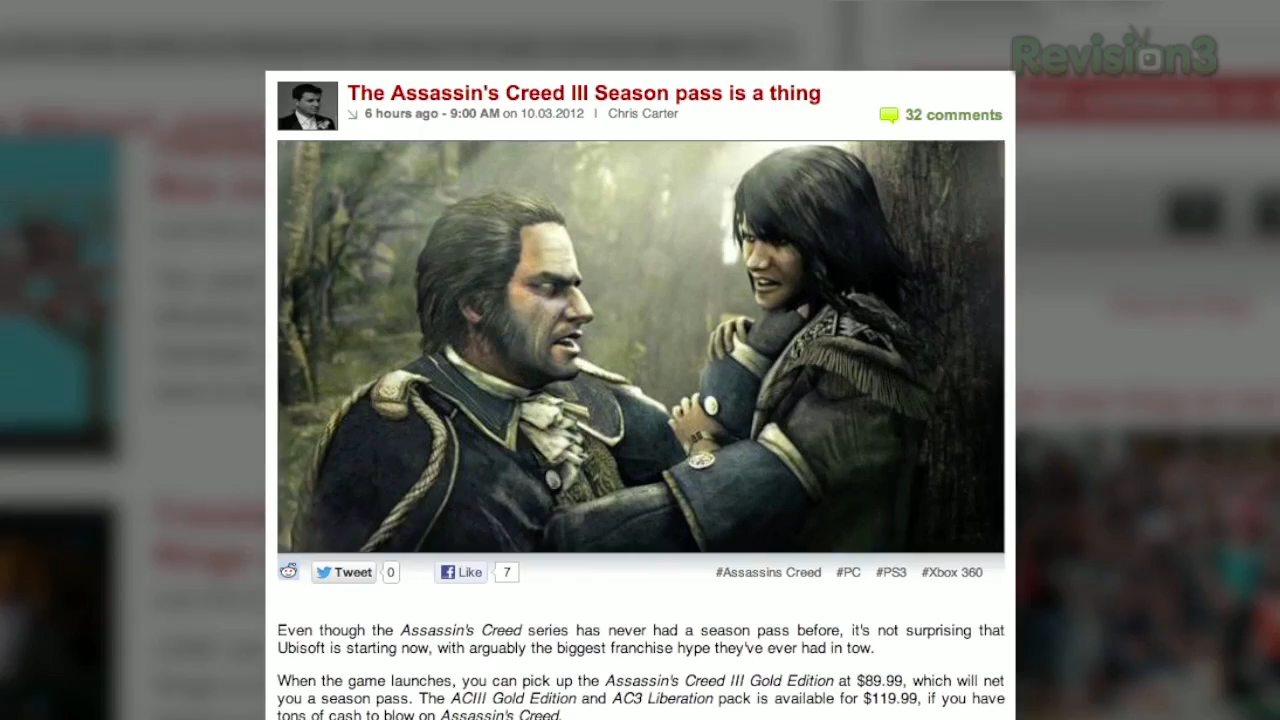 Revision3
The Assassin's Creed III Season pass is a thing
6 hours ago - 9:00 AM on 10.03.2012 | Chris Carter
32 comments
Tweet 0 Like 7 #Assassins Creed #PC #PS3 #Xbox 360
Even though the Assassin's Creed series has never had a season pass before, it's not surprising that
Ubisoft is starting now, with arguably the biggest franchise hype they've ever had in tow.
When the game launches, you can pick up the Assassin's Creed III Gold Edition at $89.99, which will net
you a season pass. The ACIII Gold Edition and AC3 Liberation pack is available for $119.99, if you have
tons of cash to blow on Assassin's Creed.